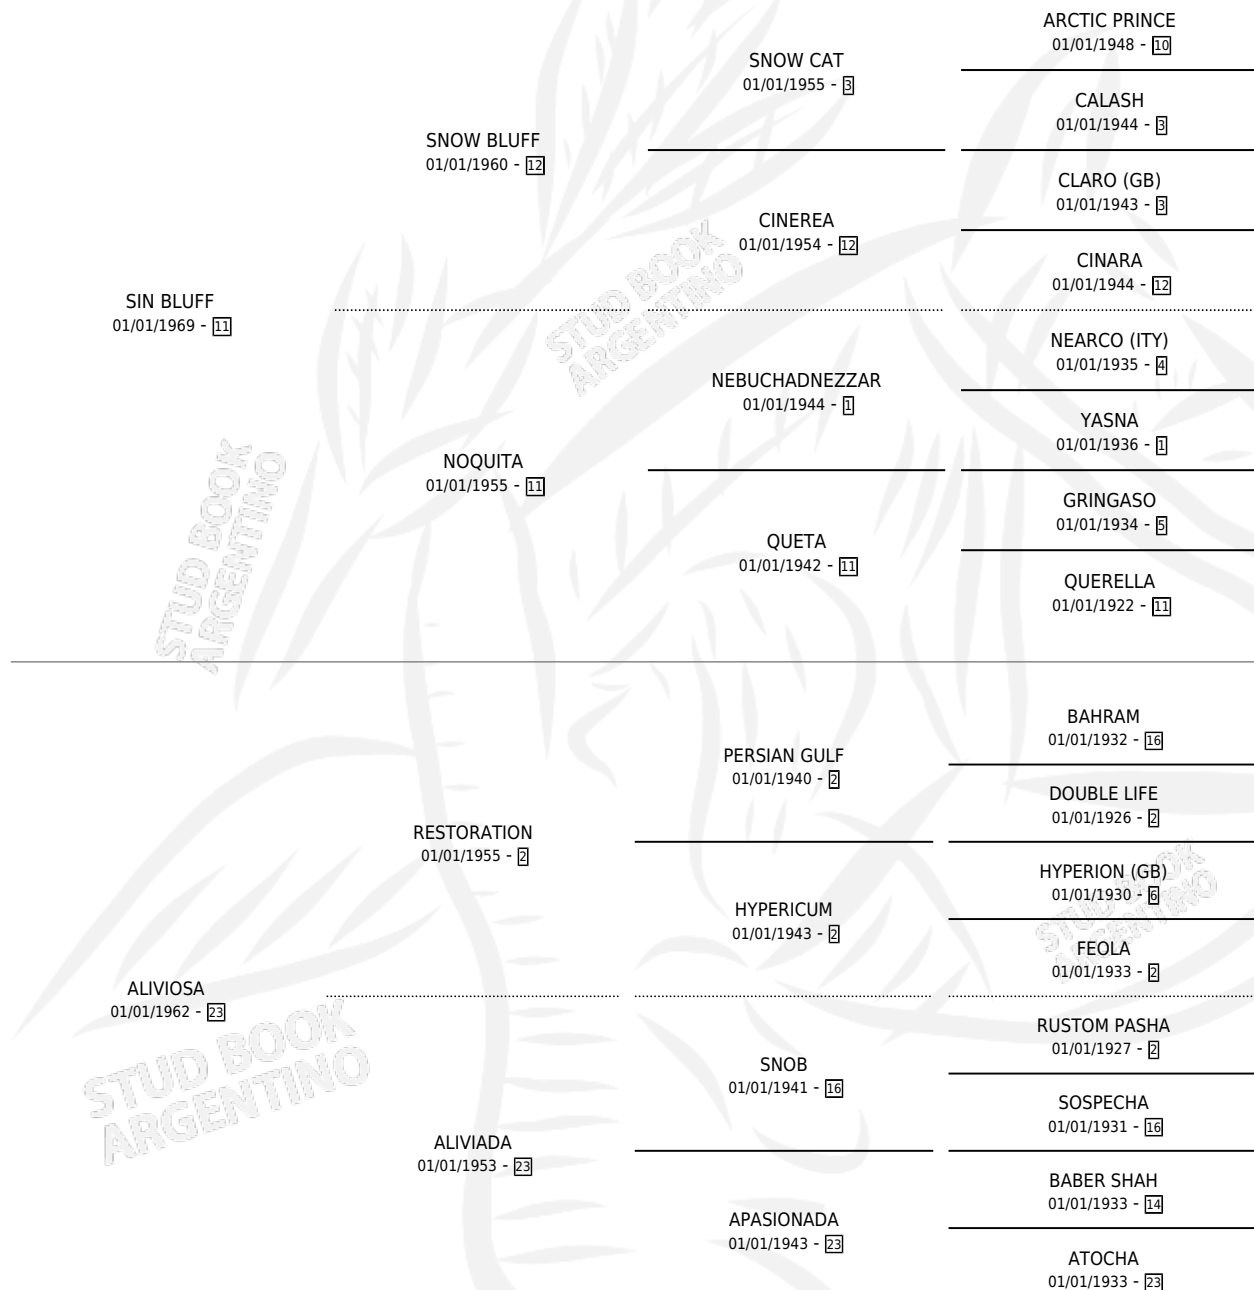 ARCTIC PRINCE
01/01/1948 - 10
SNOW CAT
01/01/1955 - 3
CALASH
01/01/1944 - 3
SNOW BLUFF
01/01/1960 - 12
CLARO (GB)
01/01/1943 - 3
CINEREA
01/01/1954 - 12
CINARA
01/01/1944 - 12
SIN BLUFF
01/01/1969 - 11
STUD BOOK
ARGENTINO
NEARCO (ITY)
01/01/1935 - 4
NEBUCHADNEZZAR
01/01/1944 - 1
YASNA
01/01/1936 - 1
NOQUITA
01/01/1955 - 11
GRINGASO
01/01/1934 - 5
QUETA
01/01/1942 - 11
QUERELLA
01/01/1922 - 11
STUD BOOK
ARGENTINO
BAHRAM
01/01/1932 - 16
PERSIAN GULF
01/01/1940 - 2
DOUBLE LIFE
01/01/1926 - 2
RESTORATION
01/01/1955 - 2
HYPERION (GB)
01/01/1930 - 6
HYPERICUM
01/01/1943 - 2
FEOLA
01/01/1933 - 2
STUD BOOK
ARGENTINO
ALIVIOSA
01/01/1962 - 23
RUSTOM PASHA
01/01/1927 - 2
SNOB
01/01/1941 - 16
SOSPECHA
01/01/1931 - 16
STUD BOOK
ARGENTINO
ALIVIADA
01/01/1953 - 23
BABER SHAH
01/01/1933 - 14
APASIONADA
01/01/1943 - 23
ATOCHA
01/01/1933 - 23